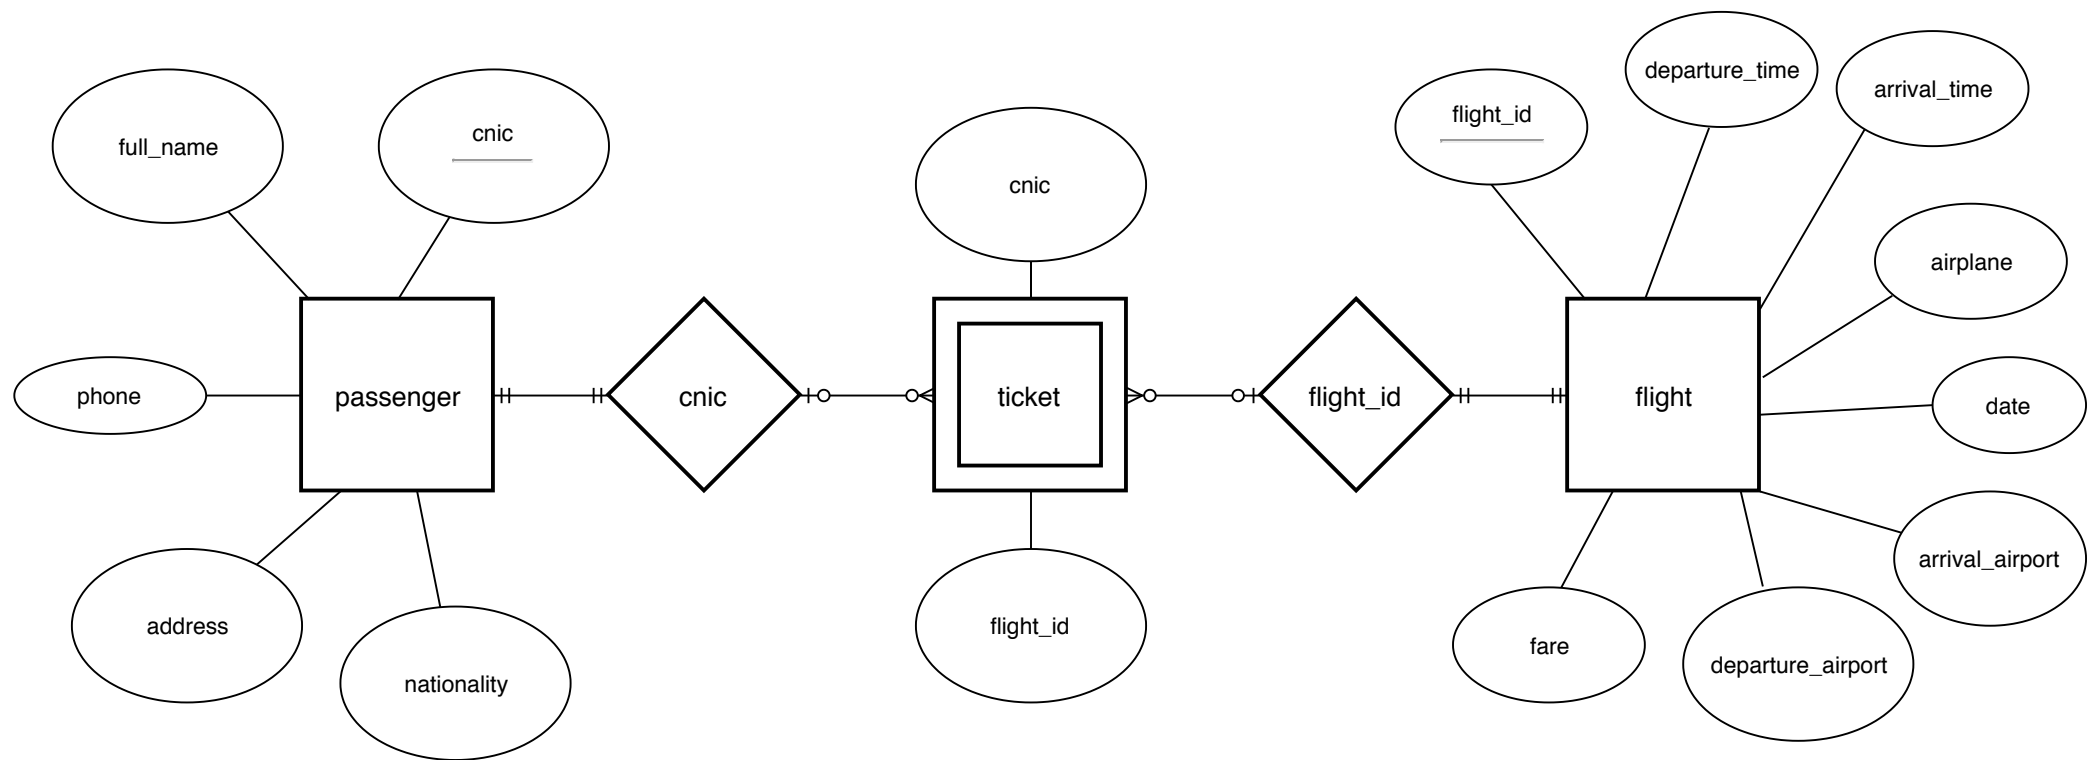 departure_time
arrival_time
flight_id
full_name
cnic
cnic
airplane
phone
passenger
cnic
ticket
flight_id
flight
date
arrival_airport
address
flight_id
fare
departure_airport
nationality